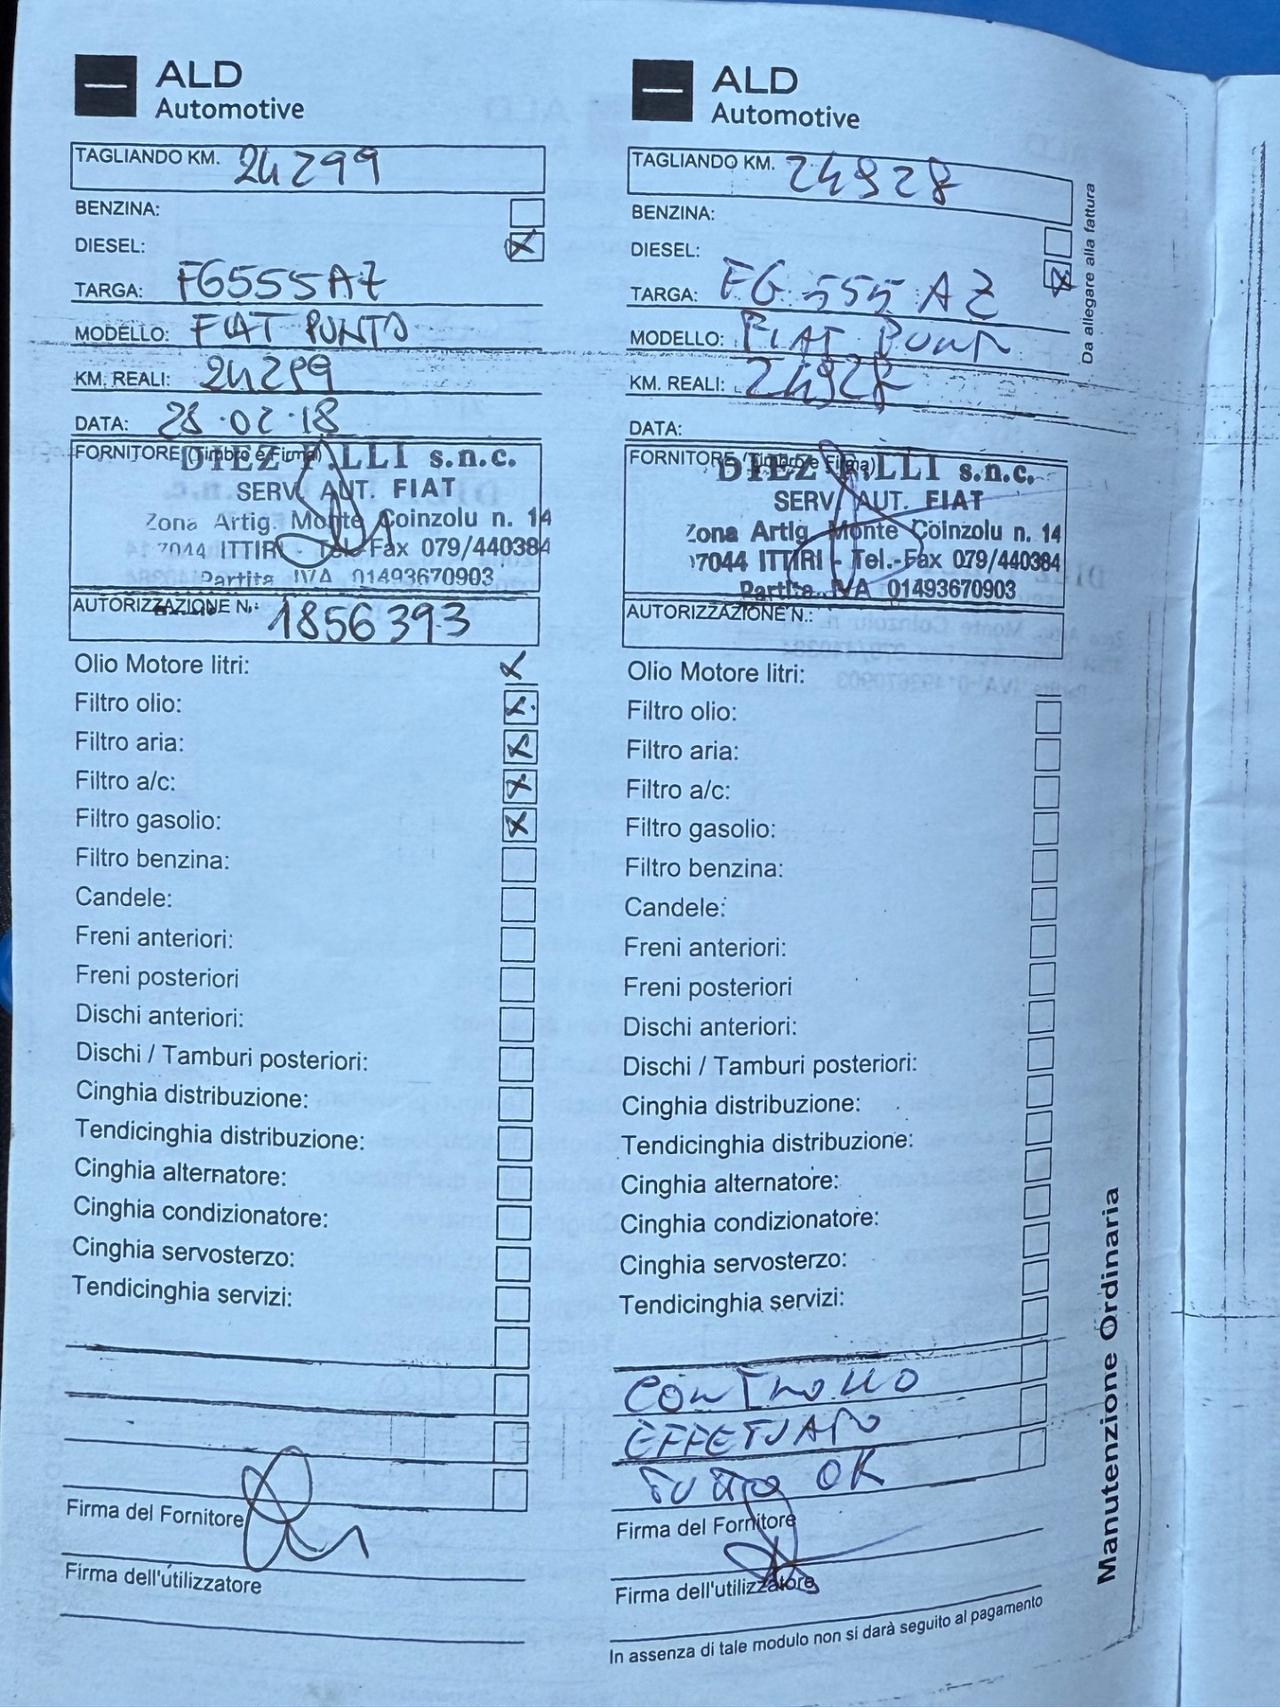 ALD
Automotive
TAGLIANDO KM. 24299
BENZINA:
DIESEL: X
TARGA: FG555AZ
MODELLO: FIAT PUNTO
KM. REALI: 24299
DATA: 28.02.18
FORNITORE (Timbro e Firma)
DIEZ F.LLI s.n.c.
SERV. AUT. FIAT
Zona Artig. Monte Coinzolu n. 14
7044 ITTIRI - Tel.-Fax 079/440384
Partita IVA 01493670903
AUTORIZZAZIONE N.: 1856393
Olio Motore litri: X
Filtro olio: X
Filtro aria: X
Filtro a/c: X
Filtro gasolio: X
Filtro benzina:
Candele:
Freni anteriori:
Freni posteriori
Dischi anteriori:
Dischi / Tamburi posteriori:
Cinghia distribuzione:
Tendicinghia distribuzione:
Cinghia alternatore:
Cinghia condizionatore:
Cinghia servosterzo:
Tendicinghia servizi:
Firma del Fornitore
Firma dell'utilizzatore
ALD
Automotive
TAGLIANDO KM. 24928
BENZINA:
DIESEL: X
TARGA: FG 555 AZ
MODELLO: FIAT PUNTO
KM. REALI: 24928
DATA:
FORNITORE (Timbro e Firma)
DIEZ F.LLI s.n.c.
SERV. AUT. FIAT
Zona Artig. Monte Coinzolu n. 14
17044 ITTIRI - Tel.-Fax 079/440384
Partita IVA 01493670903
AUTORIZZAZIONE N.:
Olio Motore litri:
Filtro olio:
Filtro aria:
Filtro a/c:
Filtro gasolio:
Filtro benzina:
Candele:
Freni anteriori:
Freni posteriori
Dischi anteriori:
Dischi / Tamburi posteriori:
Cinghia distribuzione:
Tendicinghia distribuzione:
Cinghia alternatore:
Cinghia condizionatore:
Cinghia servosterzo:
Tendicinghia servizi:
CONTROLLO
EFFETUATO
TUTTO OK
Firma del Fornitore
Firma dell'utilizzatore
In assenza di tale modulo non si darà seguito al pagamento
Da allegare alla fattura
Manutenzione Ordinaria